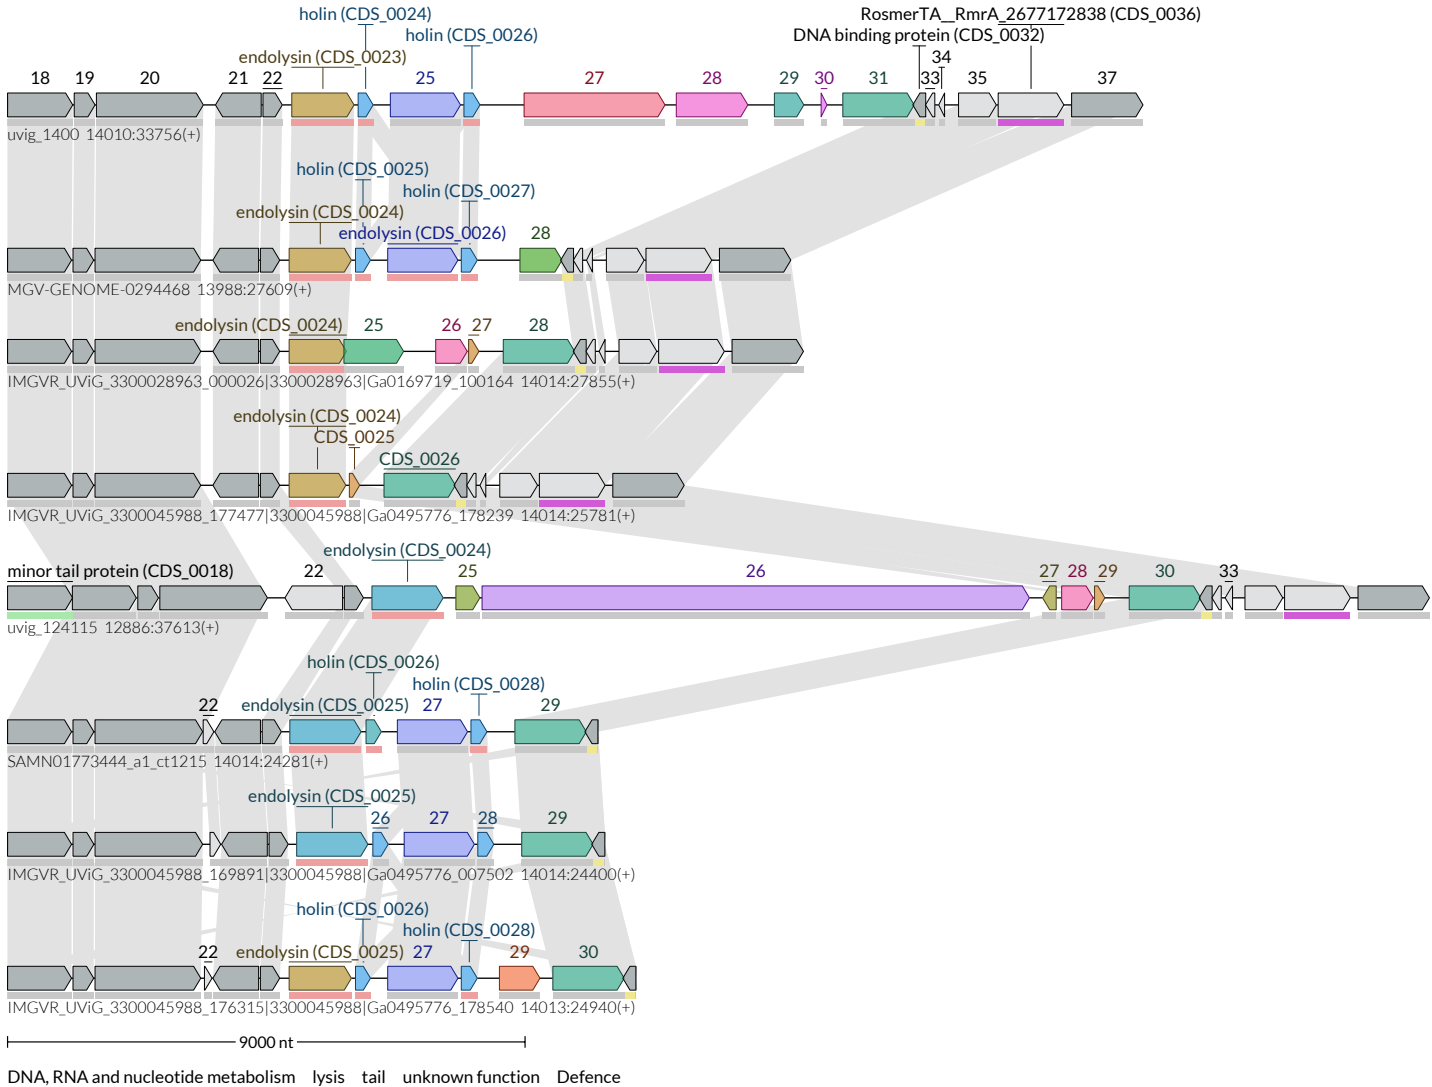 holin (CDS_0024)
RosmerTA__RmrA_2677172838 (CDS_0036)
holin (CDS_0026)
DNA binding protein (CDS_0032)
endolysin (CDS_0023)
34
18 19 20 21 22 25 27 28 29 30 31 33 35 37
uvig_1400 14010:33756(+)
holin (CDS_0025)
holin (CDS_0027)
endolysin (CDS_0024)
endolysin (CDS_0026) 28
MGV-GENOME-0294468 13988:27609(+)
endolysin (CDS_0024) 25 26 27 28
IMGVR_UViG_3300028963_000026|3300028963|Ga0169719_100164 14014:27855(+)
endolysin (CDS_0024)
CDS_0025
CDS_0026
IMGVR_UViG_3300045988_177477|3300045988|Ga0495776_178239 14014:25781(+)
endolysin (CDS_0024)
minor tail protein (CDS_0018) 22 25 26 27 28 29 30 33
uvig_124115 12886:37613(+)
holin (CDS_0026)
holin (CDS_0028)
22 endolysin (CDS_0025) 27 29
SAMN01773444_a1_ct1215 14014:24281(+)
endolysin (CDS_0025)
26 27 28 29
IMGVR_UViG_3300045988_169891|3300045988|Ga0495776_007502 14014:24400(+)
holin (CDS_0026)
holin (CDS_0028)
22 endolysin (CDS_0025) 27 29 30
IMGVR_UViG_3300045988_176315|3300045988|Ga0495776_178540 14013:24940(+)
9000 nt
DNA, RNA and nucleotide metabolism lysis tail unknown function Defence